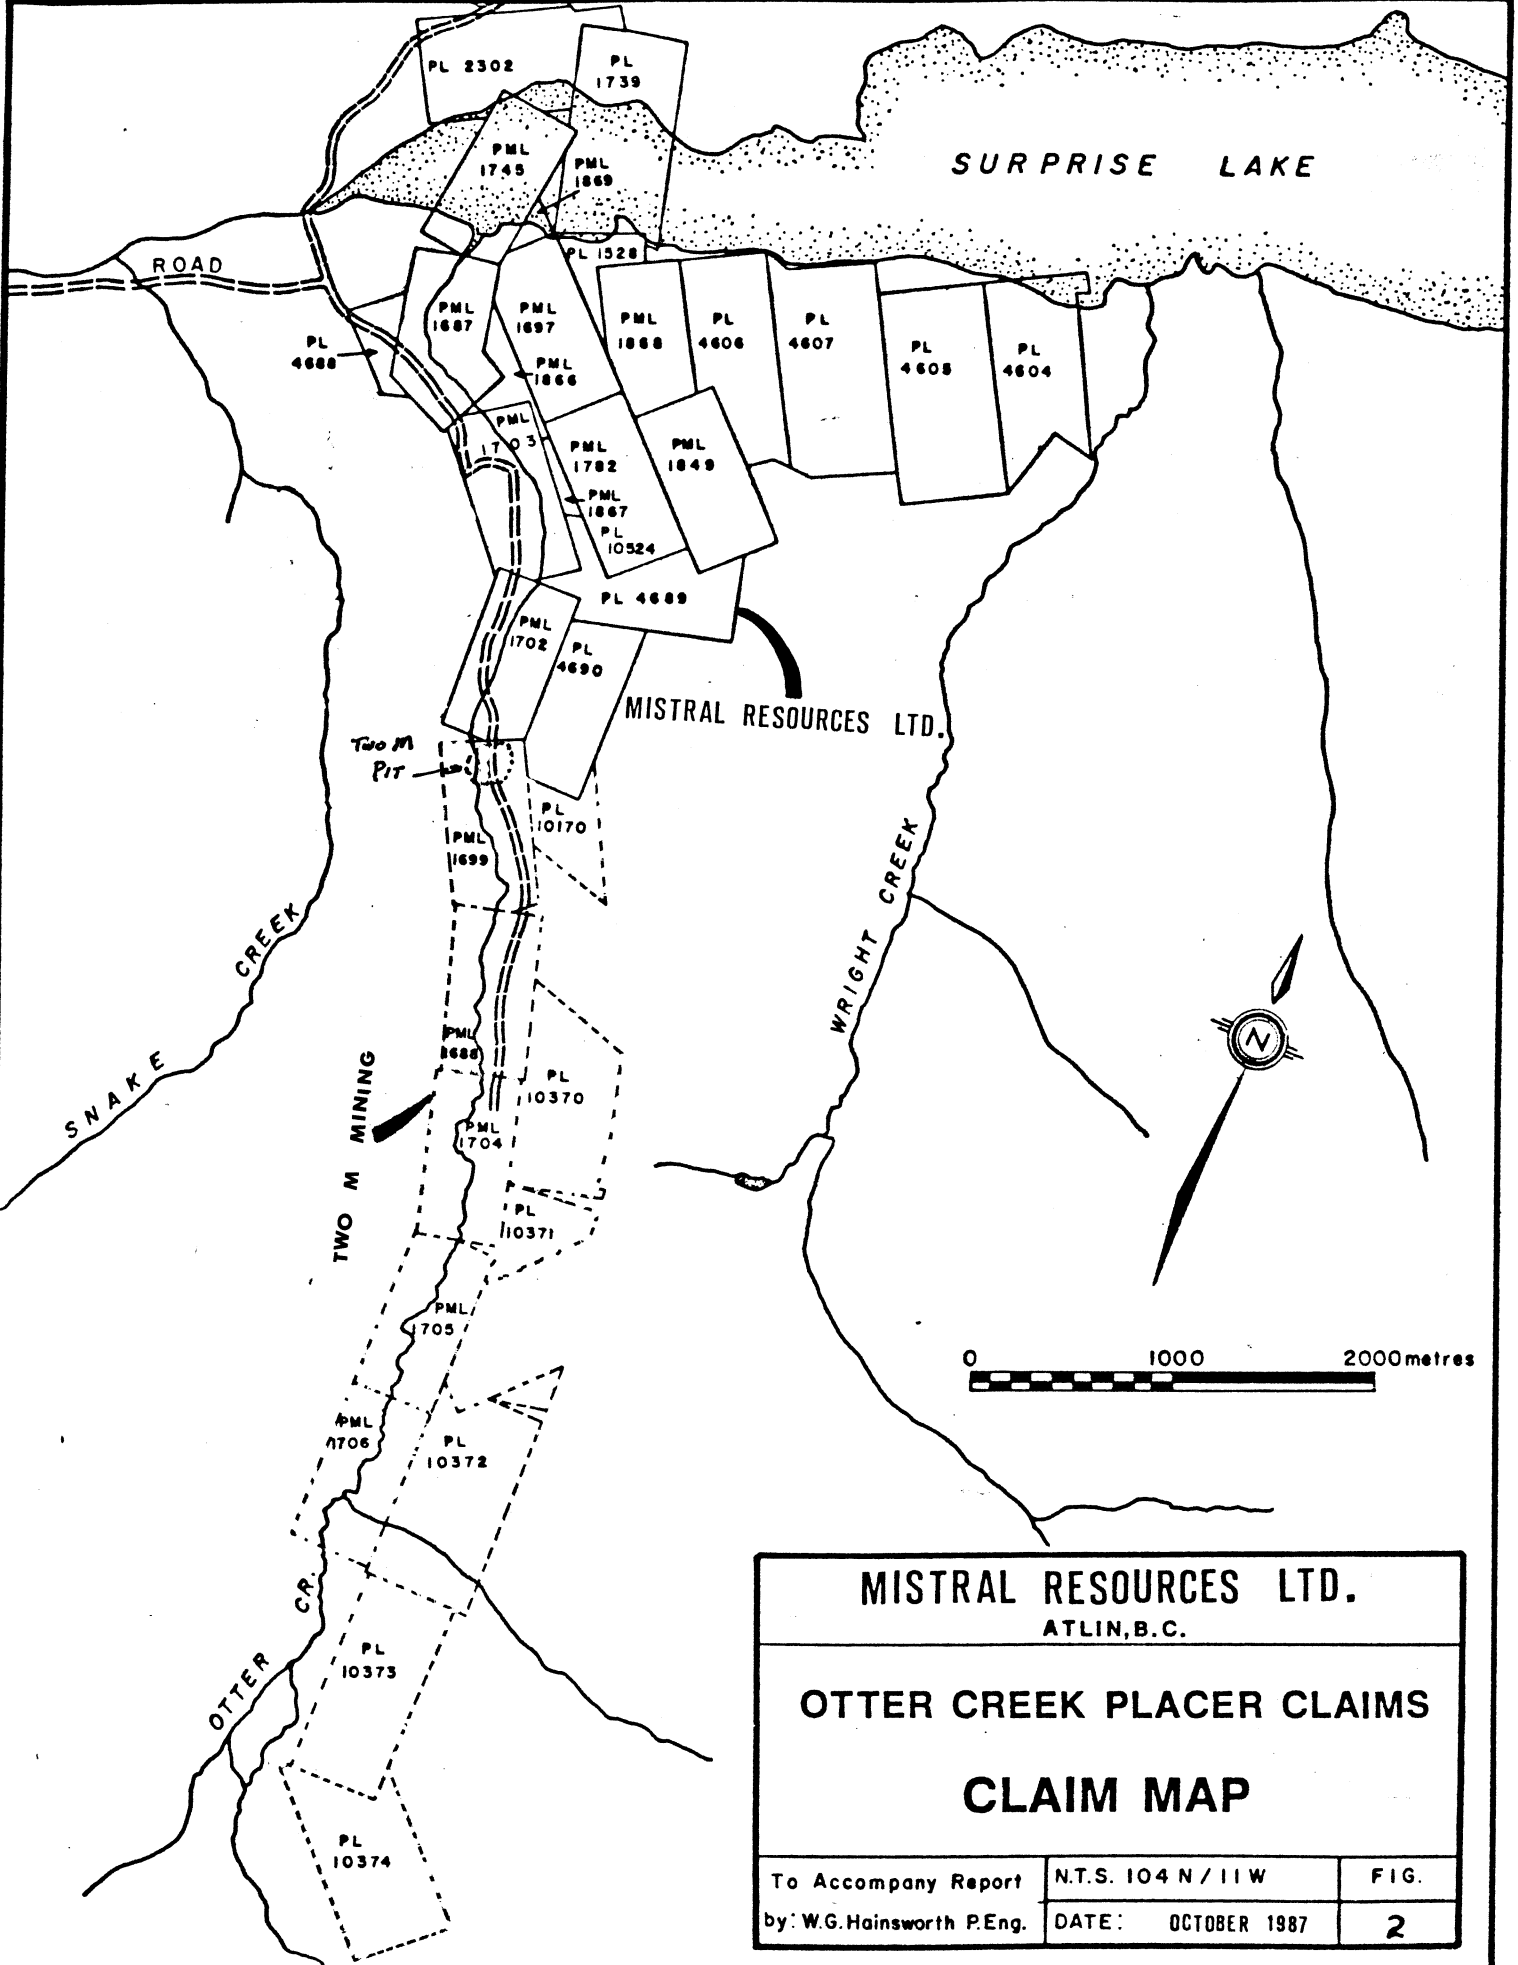 PL 2302
PL
1739
PML
1745
PML
1869
SURPRISE LAKE
ROAD
PL 1528
PML
1687
PML
1697
PML
1868
PL
4606
PL
4607
PL
4605
PL
4604
PL
4688
PML
1866
PML
1703
PML
1782
PML
1849
PML
1867
PL
10524
PL 4689
PML
1702
PL
4690
MISTRAL RESOURCES LTD.
Two M
PIT
PL
10170
PML
1699
WRIGHT CREEK
SNAKE CREEK
N
PML
1688
PL
10370
TWO M MINING
PML
1704
PL
10371
PML
1705
0 1000 2000 metres
PML
1706
PL
10372
OTTER CR.
PL
10373
PL
10374
MISTRAL RESOURCES LTD.
ATLIN, B.C.
OTTER CREEK PLACER CLAIMS
CLAIM MAP
To Accompany Report
by: W.G. Hainsworth P.Eng.
N.T.S. 104 N / 11 W
DATE: OCTOBER 1987
FIG.
2